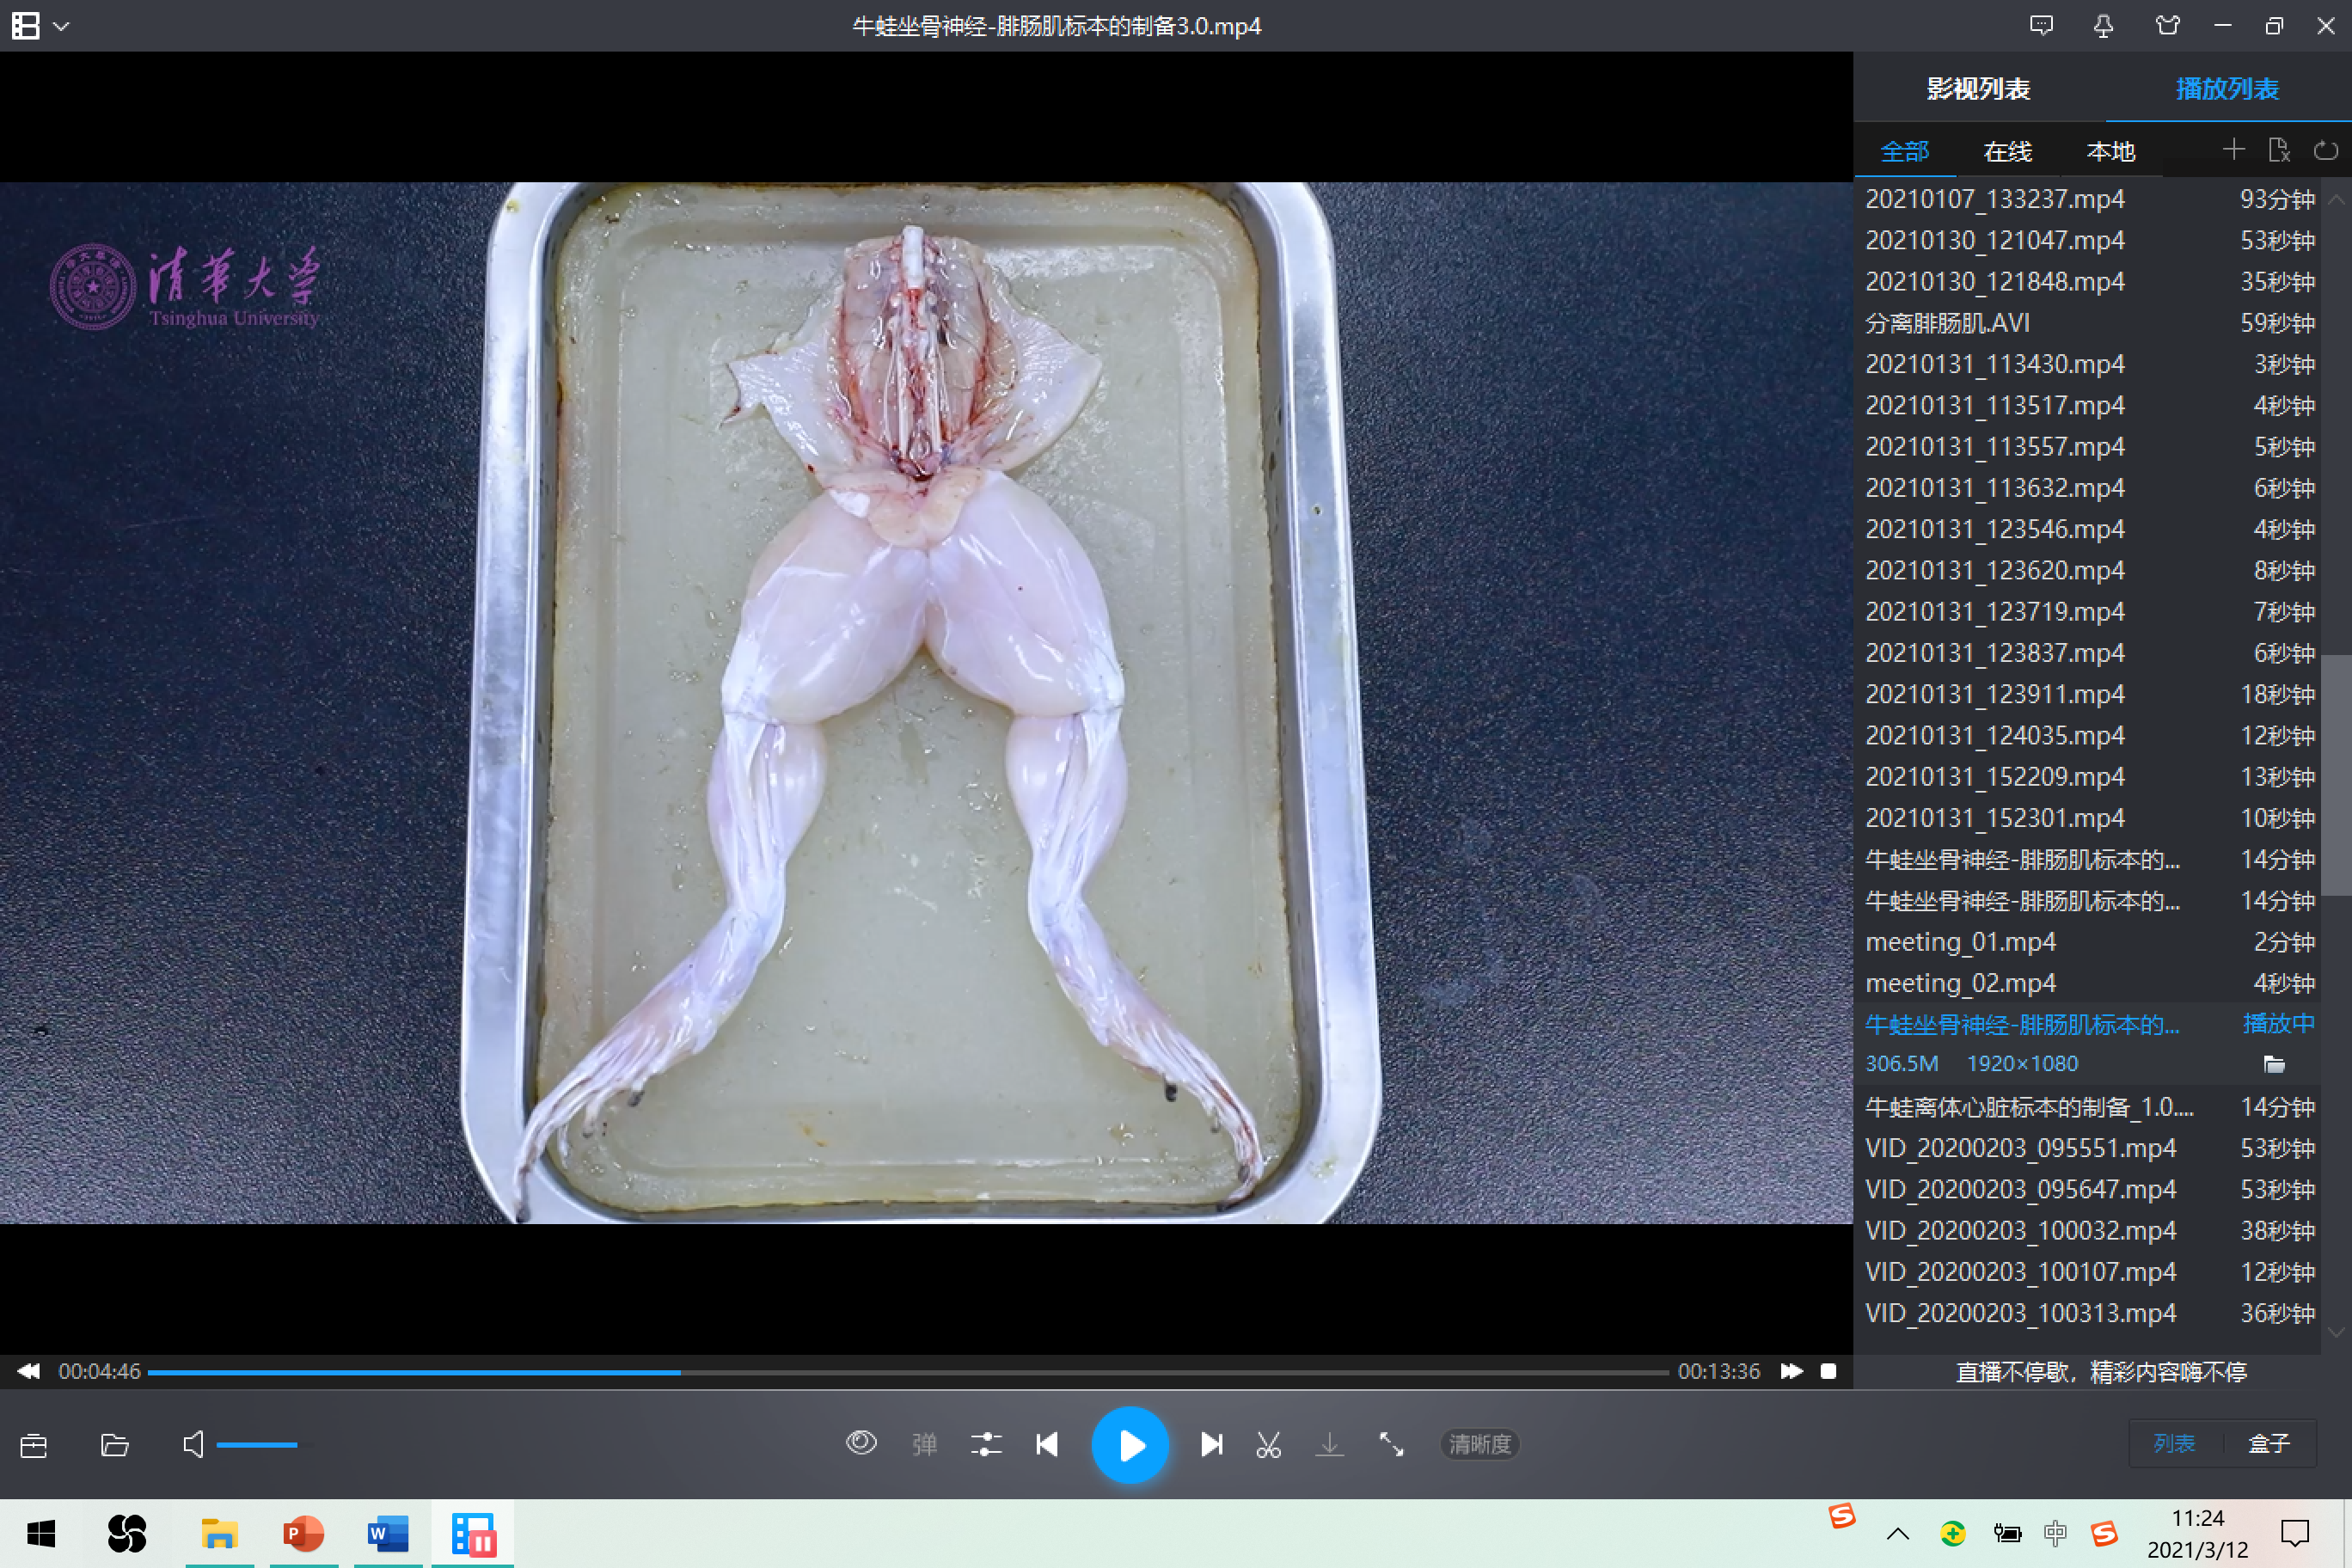 牛蛙坐骨神经-腓肠肌标本的制备3.0.mp4
影视列表 播放列表
全部 在线 本地
清華大学
Tsinghua University
20210107_133237.mp4 93分钟
20210130_121047.mp4 53秒钟
20210130_121848.mp4 35秒钟
分离腓肠肌.AVI 59秒钟
20210131_113430.mp4 3秒钟
20210131_113517.mp4 4秒钟
20210131_113557.mp4 5秒钟
20210131_113632.mp4 6秒钟
20210131_123546.mp4 4秒钟
20210131_123620.mp4 8秒钟
20210131_123719.mp4 7秒钟
20210131_123837.mp4 6秒钟
20210131_123911.mp4 18秒钟
20210131_124035.mp4 12秒钟
20210131_152209.mp4 13秒钟
20210131_152301.mp4 10秒钟
牛蛙坐骨神经-腓肠肌标本的... 14分钟
牛蛙坐骨神经-腓肠肌标本的... 14分钟
meeting_01.mp4 2分钟
meeting_02.mp4 4秒钟
牛蛙坐骨神经-腓肠肌标本的... 播放中
306.5M 1920×1080
牛蛙离体心脏标本的制备_1.0.... 14分钟
VID_20200203_095551.mp4 53秒钟
VID_20200203_095647.mp4 53秒钟
VID_20200203_100032.mp4 38秒钟
VID_20200203_100107.mp4 12秒钟
VID_20200203_100313.mp4 36秒钟
00:04:46 00:13:36
直播不停歇，精彩内容嗨不停
弹 清晰度 列表 盒子
P W 中 S S
11:24
2021/3/12